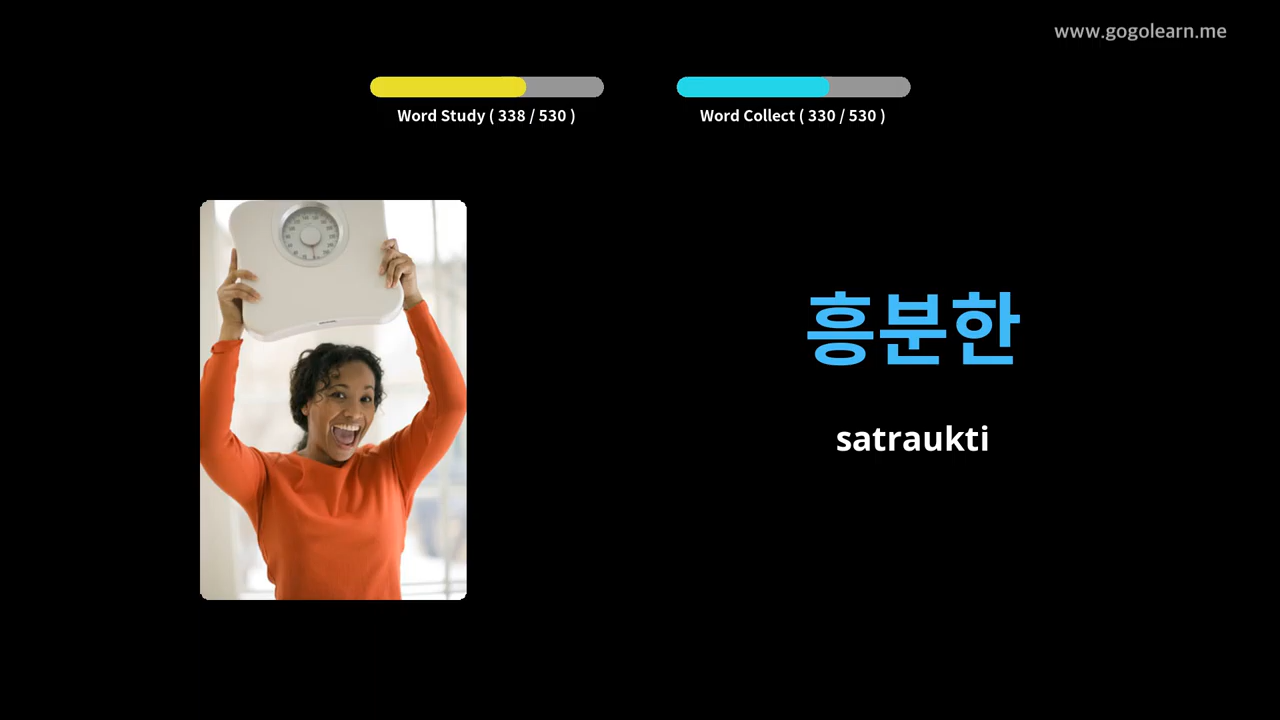 www.gogolearn.me
Word Study ( 338 / 530 )
Word Collect ( 330 / 530 )
흥분한
satraukti